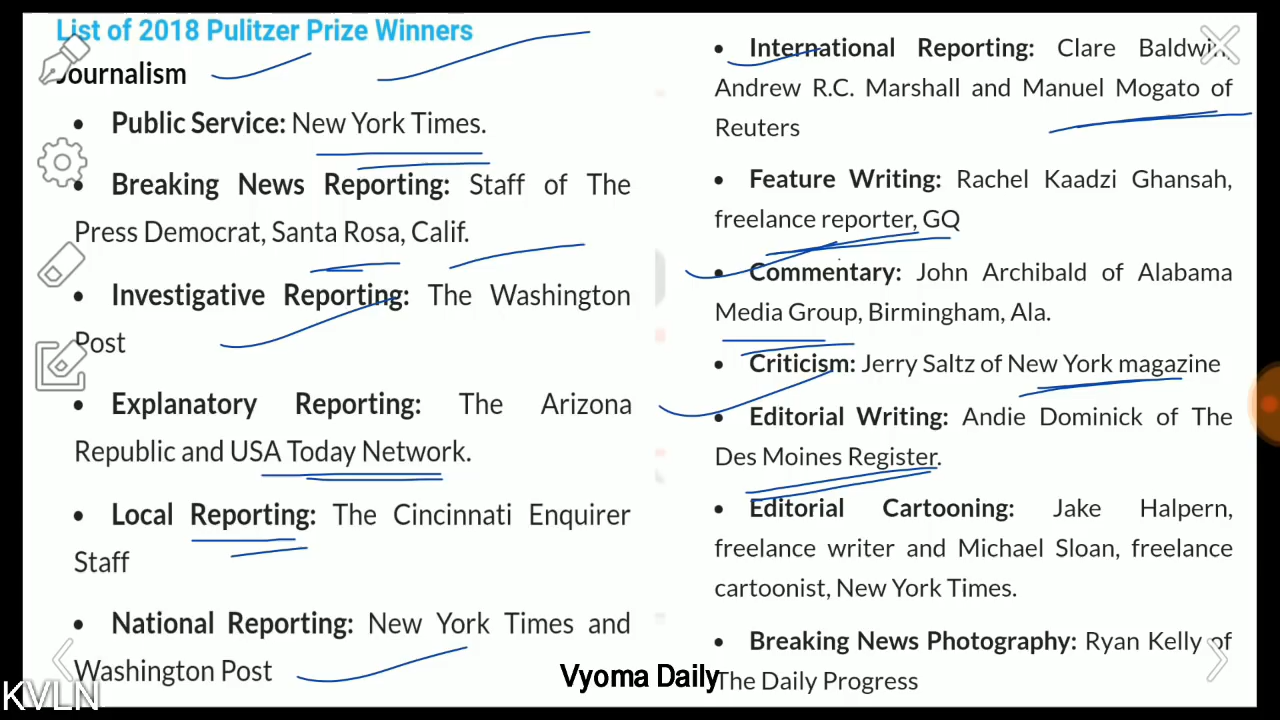 List of 2018 Pulitzer Prize Winners
Journalism
• Public Service: New York Times.
• Breaking News Reporting: Staff of The
Press Democrat, Santa Rosa, Calif.
• Investigative Reporting: The Washington
Post
• Explanatory Reporting: The Arizona
Republic and USA Today Network.
• Local Reporting: The Cincinnati Enquirer
Staff
• National Reporting: New York Times and
Washington Post
• International Reporting: Clare Baldwin,
Andrew R.C. Marshall and Manuel Mogato of
Reuters
• Feature Writing: Rachel Kaadzi Ghansah,
freelance reporter, GQ
• Commentary: John Archibald of Alabama
Media Group, Birmingham, Ala.
• Criticism: Jerry Saltz of New York magazine
• Editorial Writing: Andie Dominick of The
Des Moines Register.
• Editorial Cartooning: Jake Halpern,
freelance writer and Michael Sloan, freelance
cartoonist, New York Times.
• Breaking News Photography: Ryan Kelly of
The Daily Progress
Vyoma Daily
KVLN